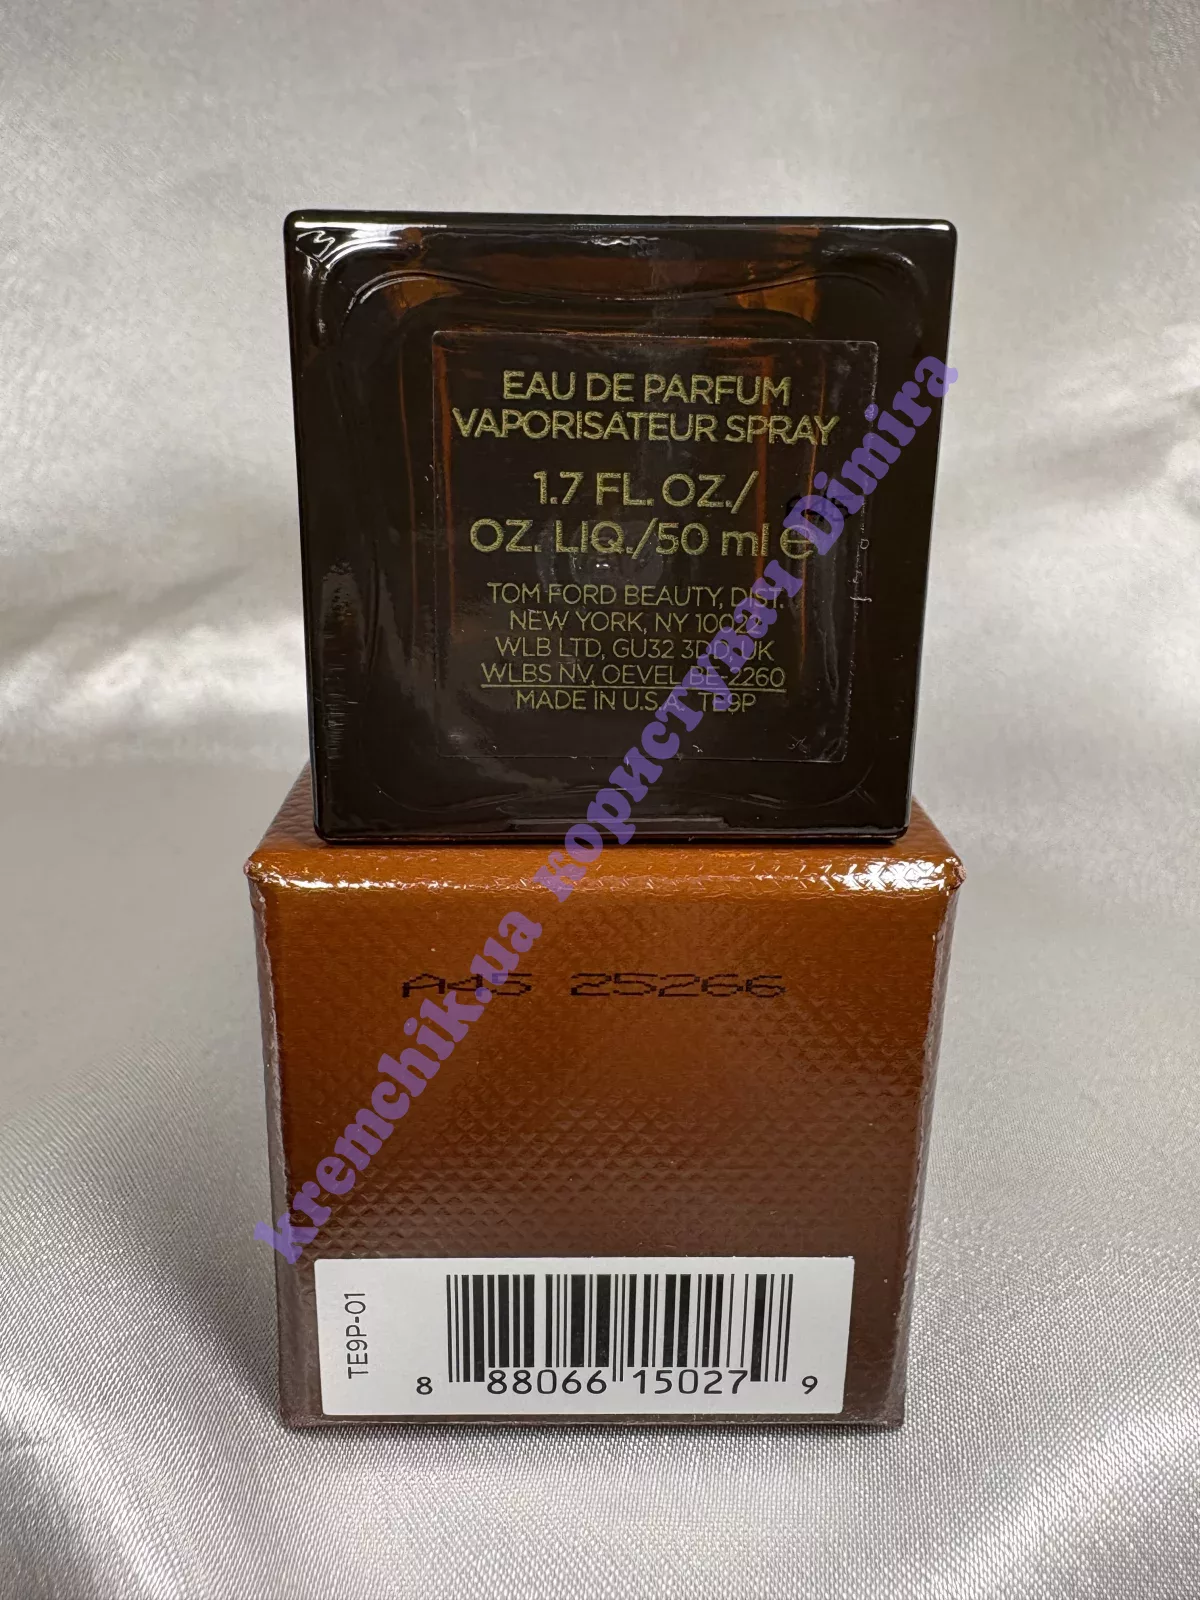 EAU DE PARFUM
VAPORISATEUR SPRAY
1.7 FL. OZ./
OZ. LIQ./50 ml ℮
TOM FORD BEAUTY, DIST.
NEW YORK, NY 10022
WLB LTD, GU32 3DD, UK
WLBS NV, OEVEL BE-2260
MADE IN U.S.A. TE9P
kremchik.ua користувач Dimira
A45 25266
TE9P-01
8 88066 15027 9